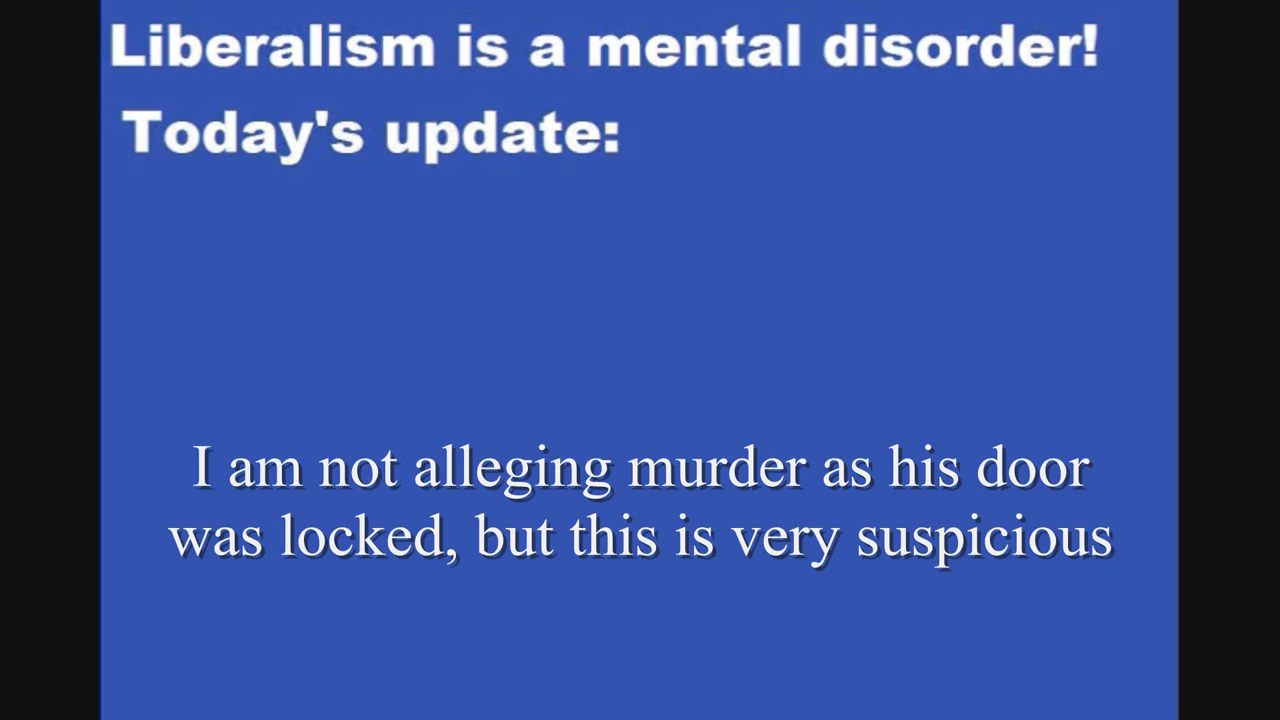 Liberalism is a mental disorder!
Today's update:
I am not alleging murder as his door
was locked, but this is very suspicious